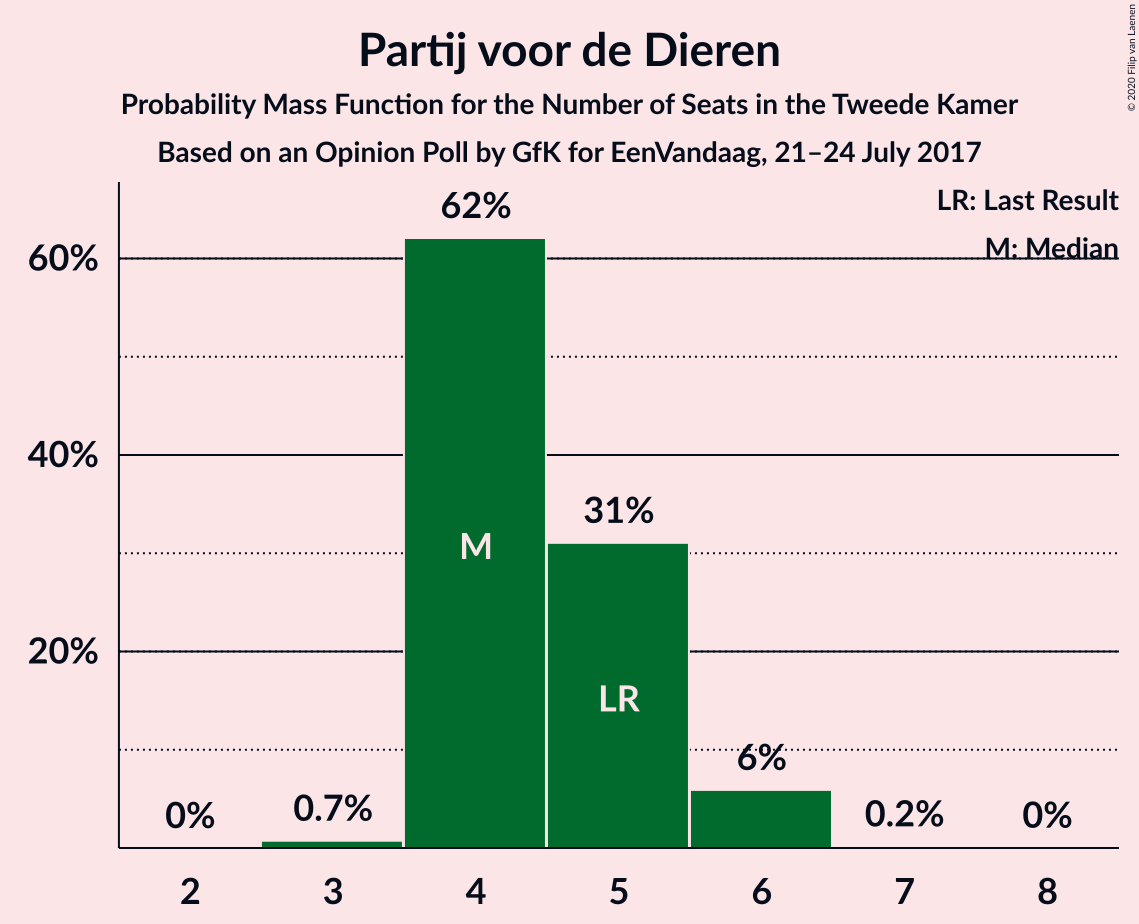 Partij voor de Dieren
Probability Mass Function for the Number of Seats in the Tweede Kamer
Based on an Opinion Poll by GfK for EenVandaag, 21–24 July 2017
© 2020 Filip van Laenen
LR: Last Result
M: Median
60%
40%
20%
0%
0.7%
62%
31%
6%
0.2%
0%
M
LR
2 3 4 5 6 7 8